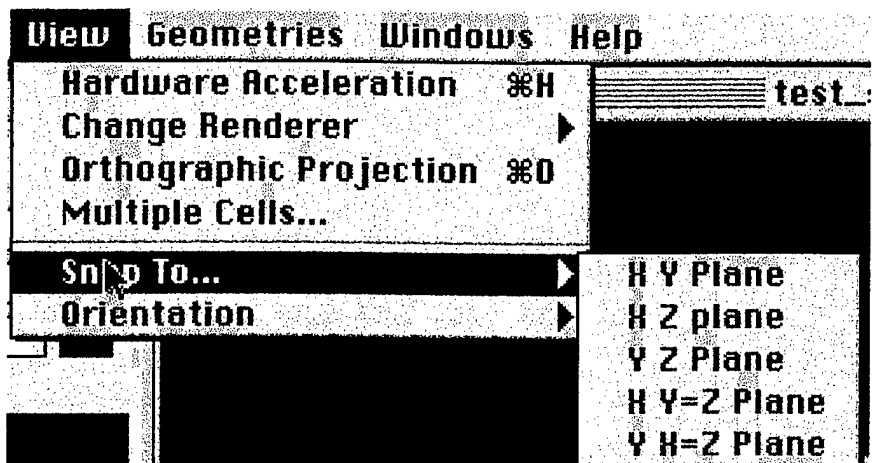 View Geometries Windows Help
Hardware Acceleration ⌘H
Change Renderer
Orthographic Projection ⌘O
Multiple Cells...
Snap To...
Orientation
test_
X Y Plane
X Z plane
Y Z Plane
X Y=Z Plane
Y X=Z Plane